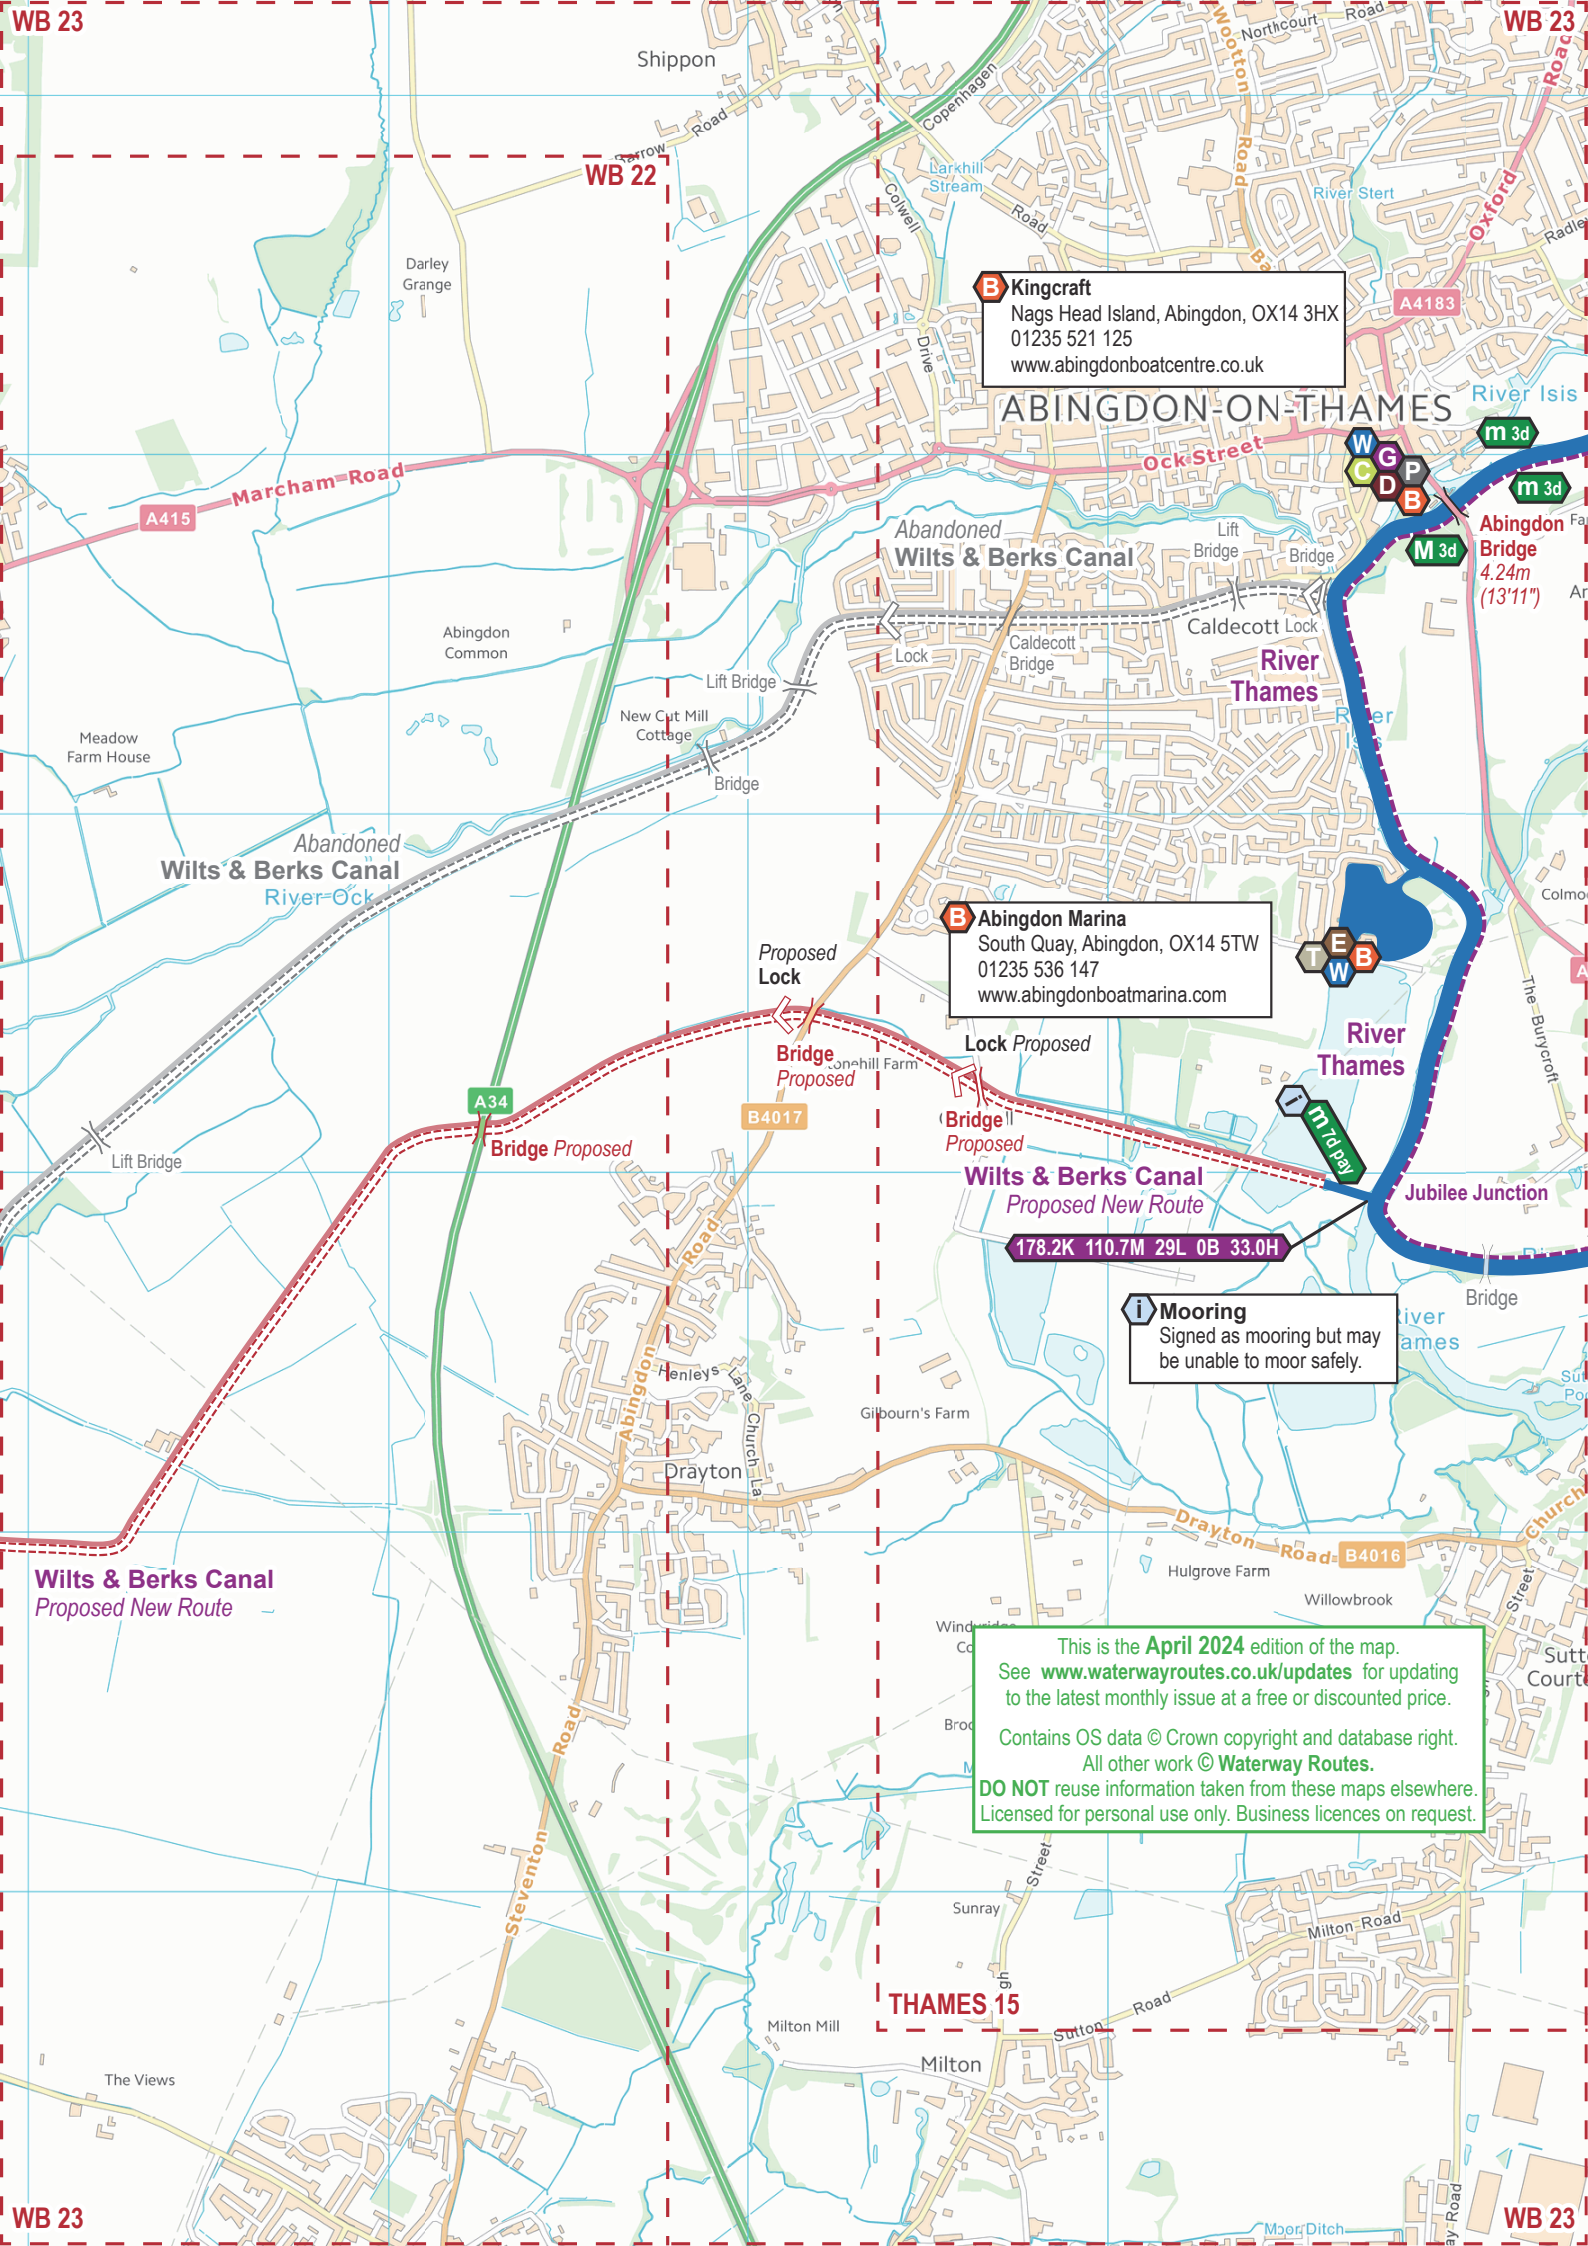 WB 23
WB 23
Shippon
Northcourt Road
Wootton Road
Copenhagen
Road
Barrow
Road
WB 22
Larkhill
Stream
River Stert
Oxford
Road
Colwell
Drive
Darley
Grange
B Kingcraft
Nags Head Island, Abingdon, OX14 3HX
01235 521 125
www.abingdonboatcentre.co.uk
A4183
ABINGDON-ON-THAMES
River Isis
m 3d
Ock Street
W
G
C
P
D
B
m 3d
Marcham Road
A415
Abingdon
Bridge
4.24m
(13'11")
M 3d
Abandoned
Wilts & Berks Canal
Lift
Bridge
Bridge
Abingdon
Common
Caldecott
Lock
Lock
Caldecott
Bridge
River
Thames
Lift Bridge
New Cut Mill
Cottage
Meadow
Farm House
Bridge
Abandoned
Wilts & Berks Canal
River Ock
B Abingdon Marina
South Quay, Abingdon, OX14 5TW
01235 536 147
www.abingdonboatmarina.com
T
E
W
B
Proposed
Lock
The Burycroft
River
Thames
Lock Proposed
Bridge
Proposed
A34
B4017
Bridge
Proposed
i
m 7d pay
Bridge Proposed
Lift Bridge
Wilts & Berks Canal
Proposed New Route
Jubilee Junction
178.2K 110.7M 29L 0B 33.0H
Bridge
i Mooring
Signed as mooring but may
be unable to moor safely.
Abingdon
Road
Henleys
Lane
Church La
Gilbourn's Farm
Drayton
Drayton Road
B4016
Church
Hulgrove Farm
Willowbrook
Street
Wilts & Berks Canal
Proposed New Route
This is the April 2024 edition of the map.
See www.waterwayroutes.co.uk/updates for updating
to the latest monthly issue at a free or discounted price.
Contains OS data © Crown copyright and database right.
All other work © Waterway Routes.
DO NOT reuse information taken from these maps elsewhere.
Licensed for personal use only. Business licences on request.
Steventon
Road
Street
Sunray
Milton Road
THAMES 15
Sutton
Road
Milton Mill
Milton
The Views
WB 23
Moor Ditch
WB 23